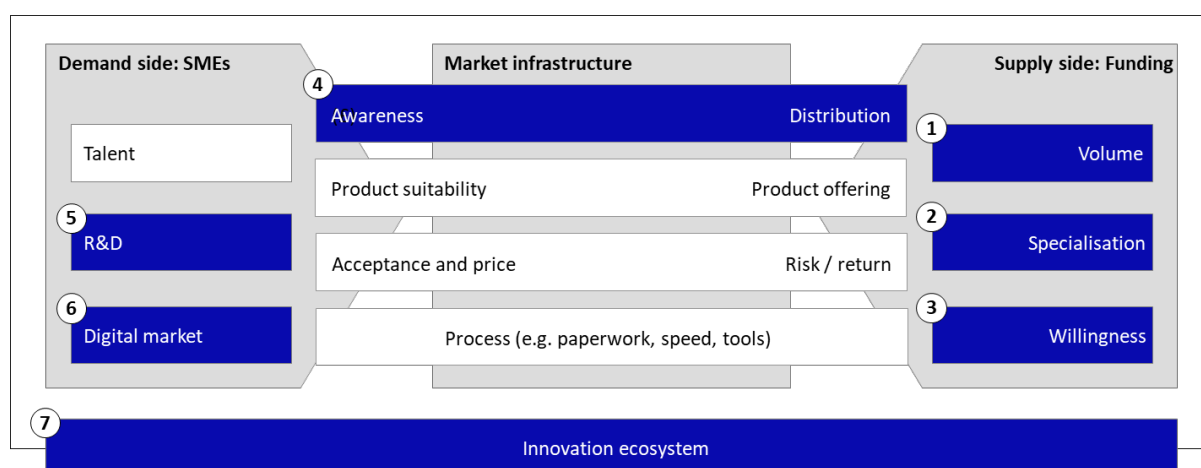 Demand side: SMEs
Market infrastructure
Supply side: Funding
4
Awareness
Distribution
1
Volume
Talent
Product suitability
Product offering
5
R&D
2
Specialisation
Acceptance and price
Risk / return
6
Digital market
Process (e.g. paperwork, speed, tools)
3
Willingness
7
Innovation ecosystem